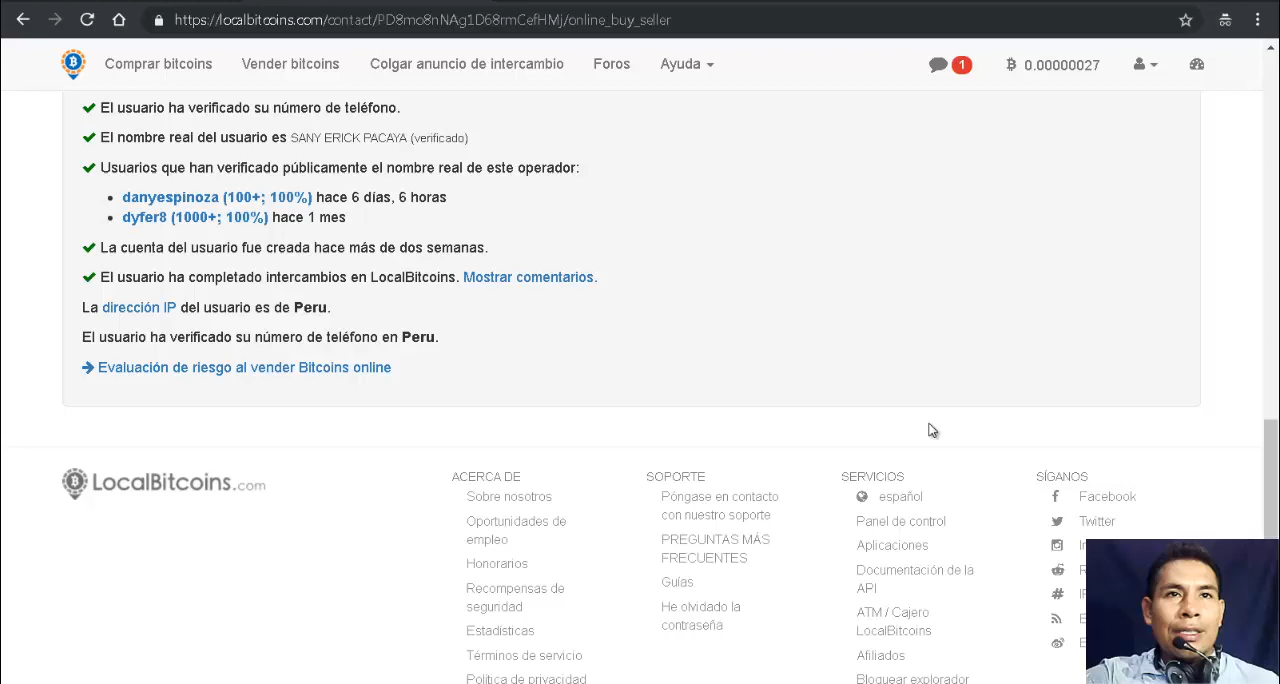 https://localbitcoins.com/contact/PD8mo8nNAg1D68rmCefHMj/online_buy_seller
Comprar bitcoins Vender bitcoins Colgar anuncio de intercambio Foros Ayuda 1 0.00000027
El usuario ha verificado su número de teléfono.
El nombre real del usuario es SANY ERICK PACAYA (verificado)
Usuarios que han verificado públicamente el nombre real de este operador:
danyespinoza (100+; 100%) hace 6 días, 6 horas
dyfer8 (1000+; 100%) hace 1 mes
La cuenta del usuario fue creada hace más de dos semanas.
El usuario ha completado intercambios en LocalBitcoins. Mostrar comentarios.
La dirección IP del usuario es de Peru.
El usuario ha verificado su número de teléfono en Peru.
Evaluación de riesgo al vender Bitcoins online
LocalBitcoins.com
ACERCA DE
Sobre nosotros
Oportunidades de
empleo
Honorarios
Recompensas de
seguridad
Estadisticas
Términos de servicio
Politica de privacidad
SOPORTE
Póngase en contacto
con nuestro soporte
PREGUNTAS MÁS
FRECUENTES
Guías
He olvidado la
contraseña
SERVICIOS
español
Panel de control
Aplicaciones
Documentación de la
API
ATM / Cajero
LocalBitcoins
Afiliados
Bloquear explorador
SÍGANOS
Facebook
Twitter